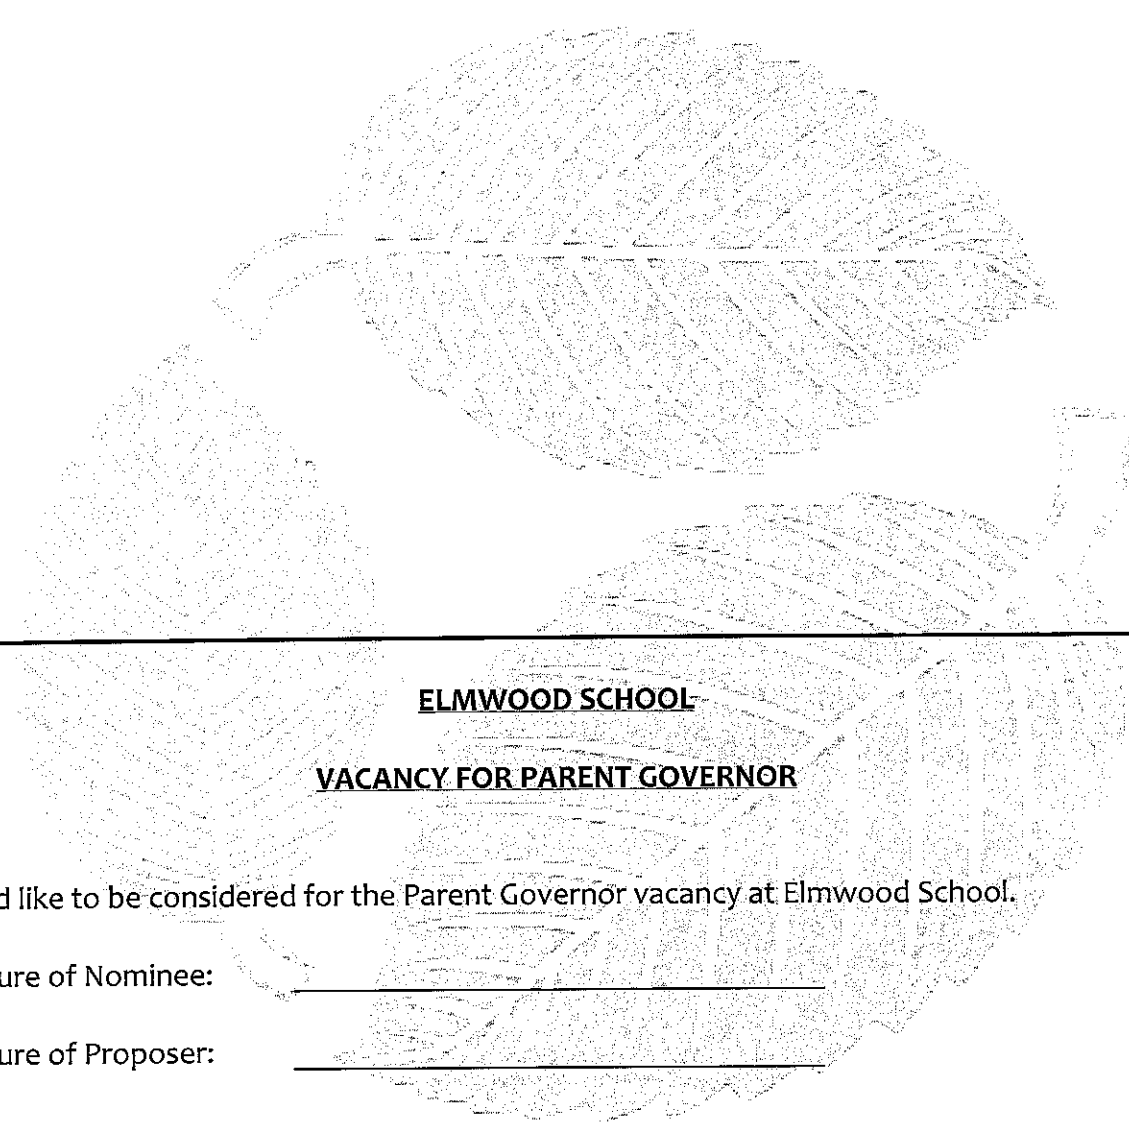 ELMWOOD SCHOOL
VACANCY FOR PARENT GOVERNOR
d like to be considered for the Parent Governor vacancy at Elmwood School.
ure of Nominee:
ure of Proposer: